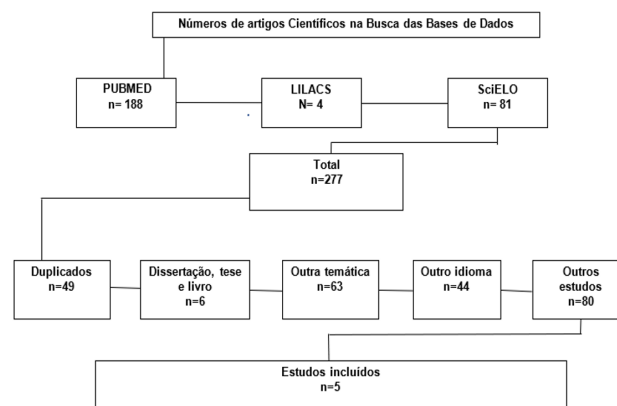 Números de artigos Científicos na Busca das Bases de Dados
PUBMED
n= 188
LILACS
N= 4
SciELO
n= 81
Total
n=277
Duplicados
n=49
Dissertação, tese
e livro
n=6
Outra temática
n=63
Outro idioma
n=44
Outros
estudos
n=80
Estudos incluídos
n=5